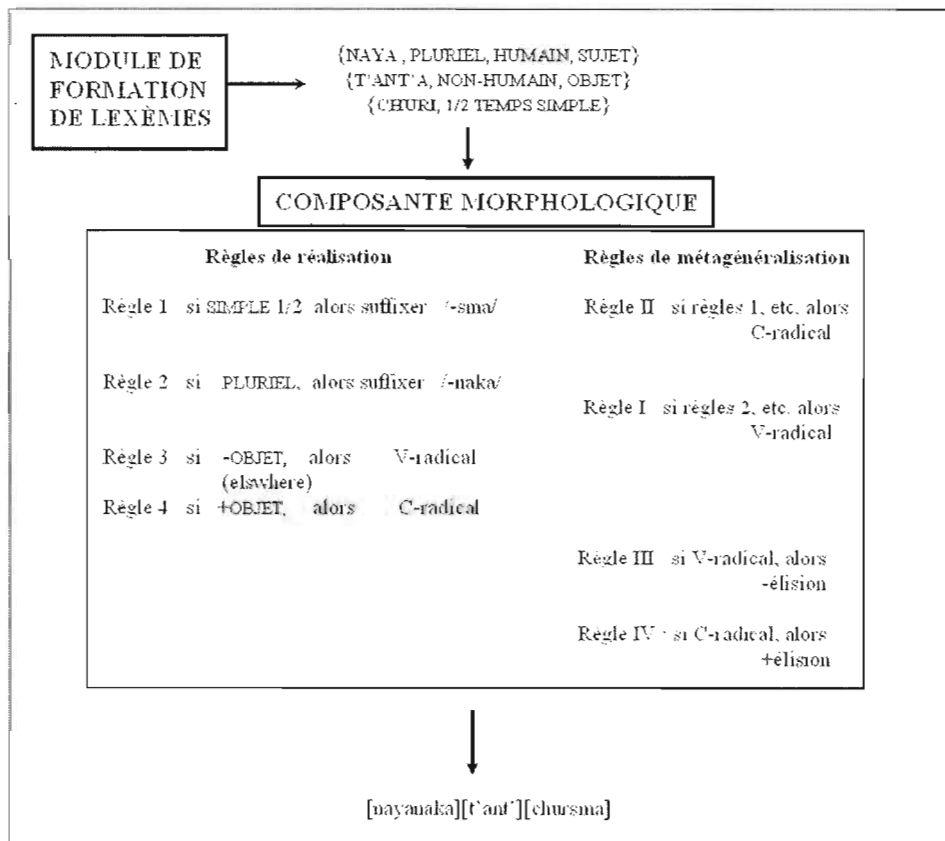 MODULE DE
FORMATION
DE LEXÈMES
{NAYA , PLURIEL, HUMAIN, SUJET}
{T'ANT'A, NON-HUMAIN, OBJET}
{CHURI, 1/2 TEMPS SIMPLE}
COMPOSANTE MORPHOLOGIQUE
Règles de réalisation
Règle 1 si SIMPLE 1/2 alors suffixer /-sma/
Règle 2 si PLURIEL, alors suffixer /-naka/
Règle 3 si -OBJET, alors V-radical
(elswhere)
Règle 4 si +OBJET, alors C-radical
Règles de métagénéralisation
Règle II si règles 1, etc. alors
C-radical
Règle I si règles 2, etc. alors
V-radical
Règle III si V-radical, alors
-élision
Règle IV : si C-radical, alors
+élision
[nayanaka][t'ant'][chursma]